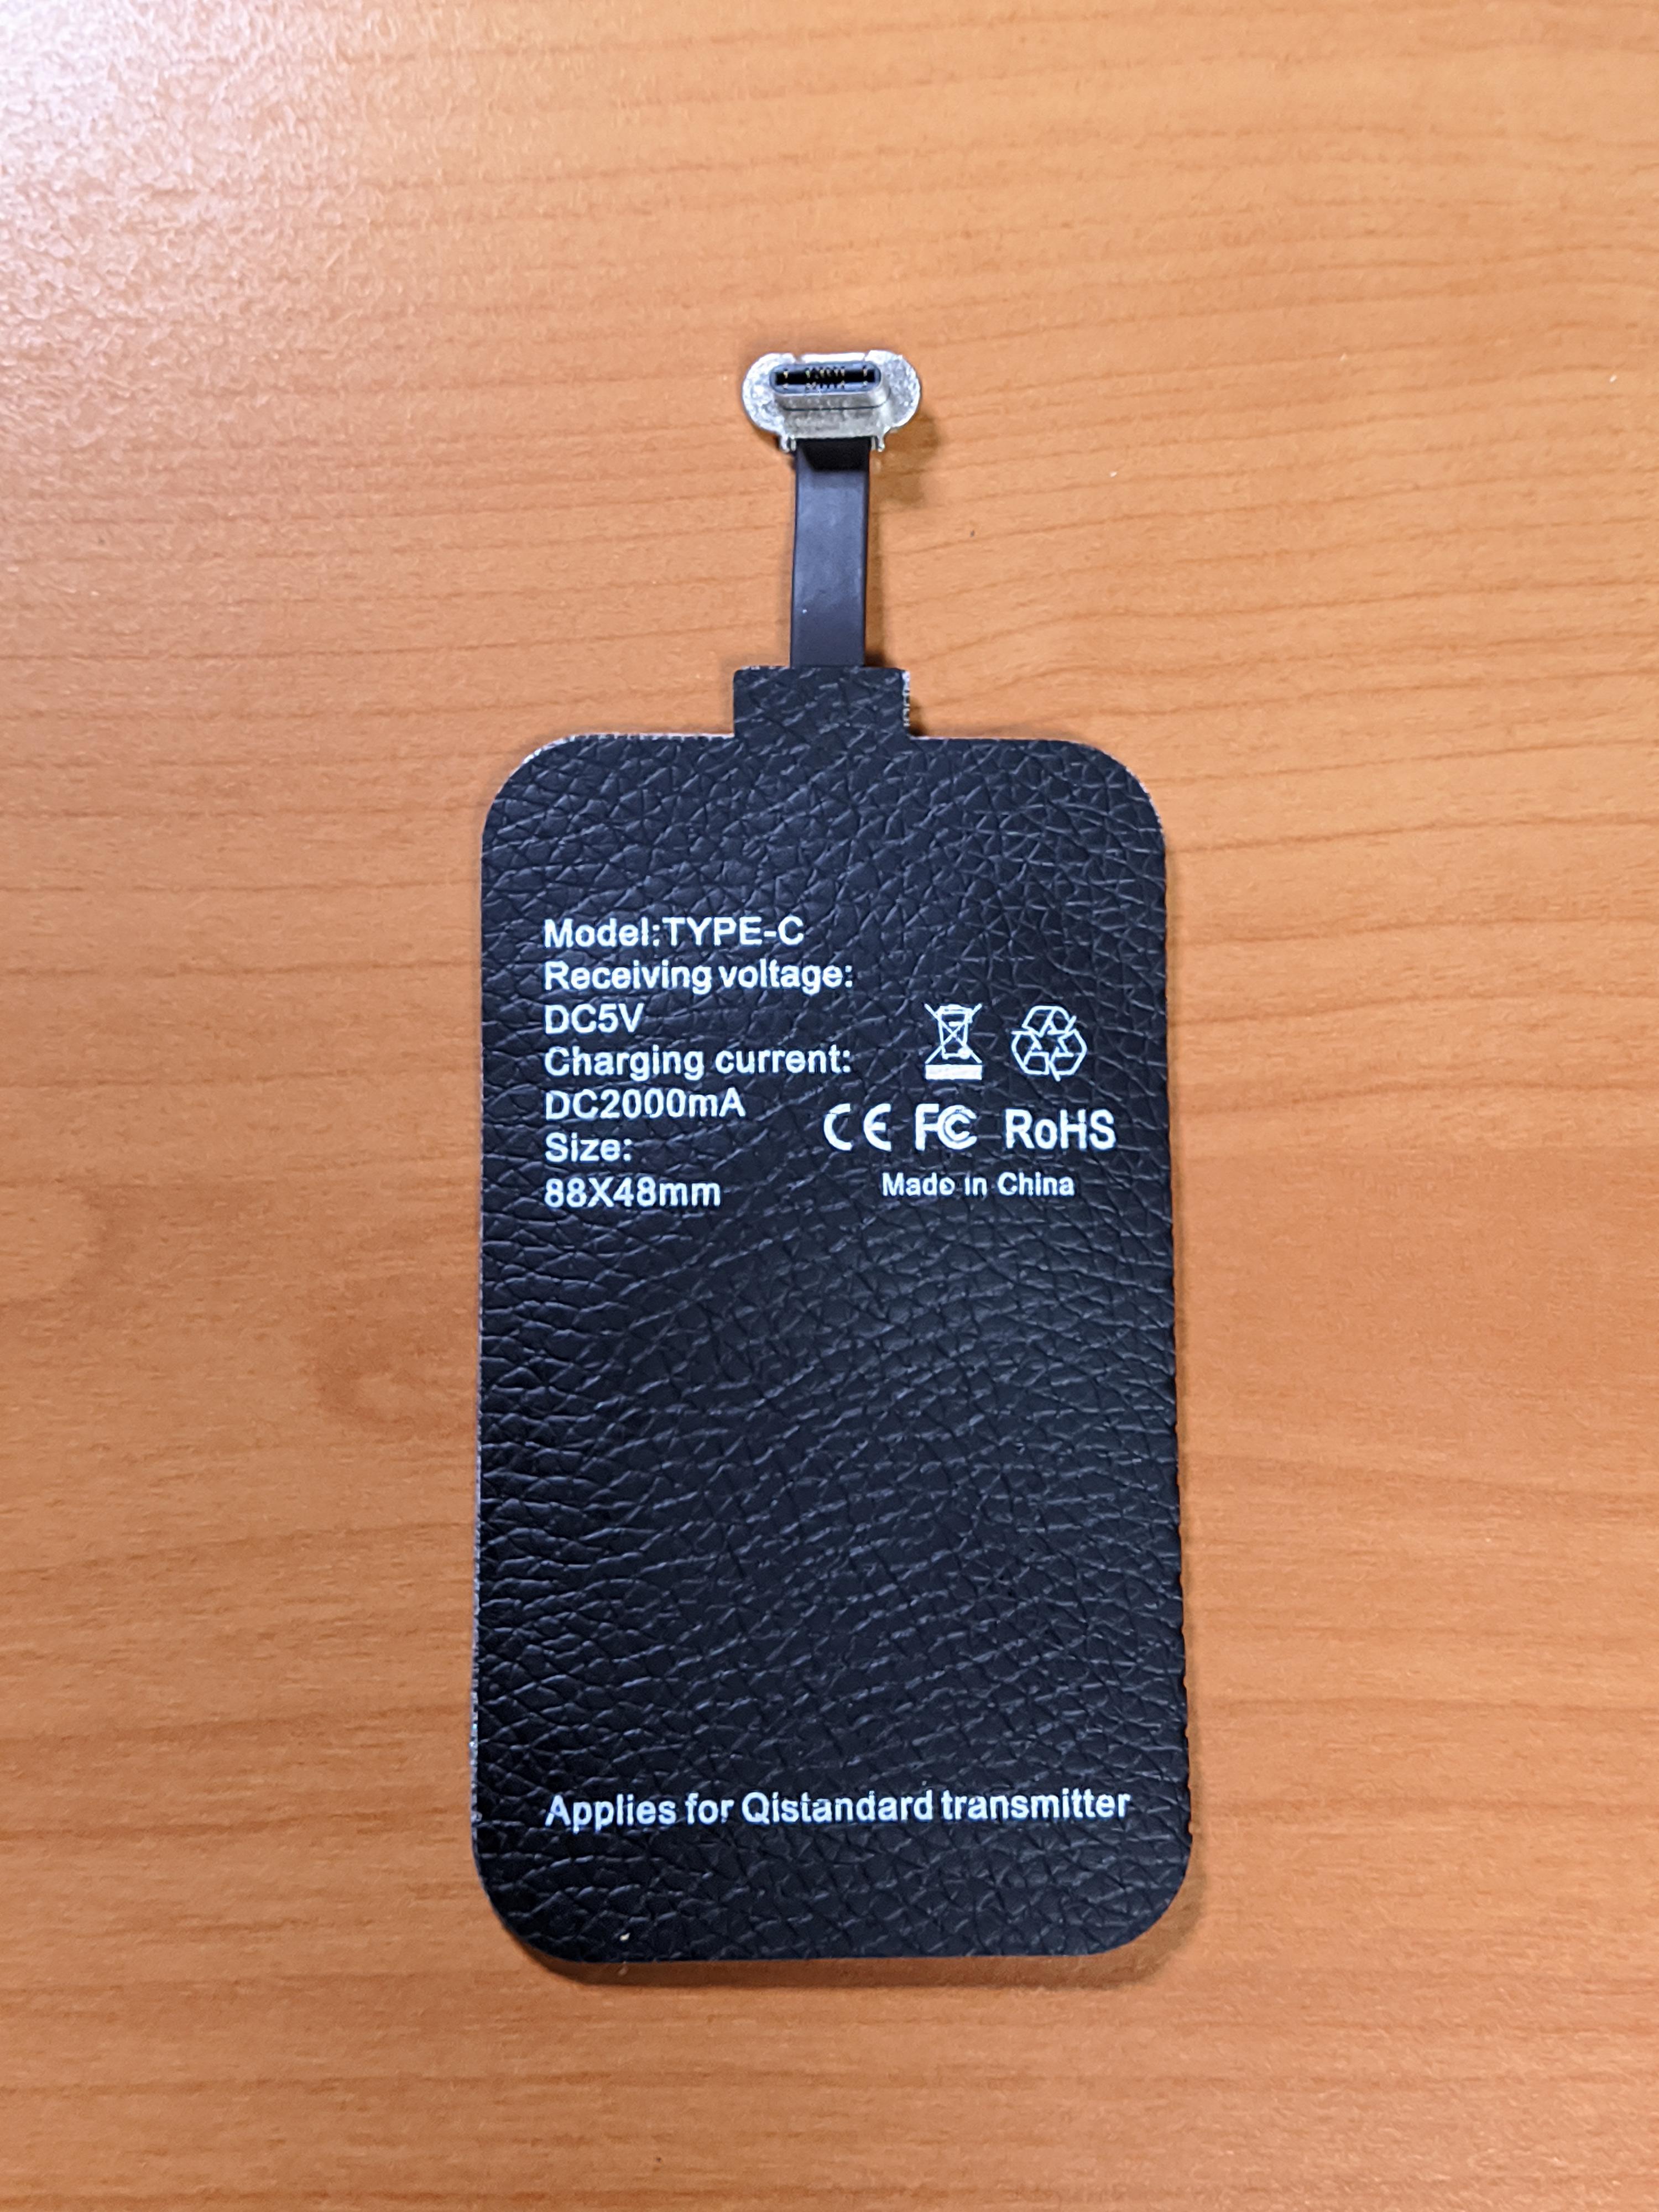 Model:TYPE-C
Receiving voltage:
DC5V
Charging current:
DC2000mA
Size:
88X48mm
CE FC RoHS
Made in China
Applies for Qistandard transmitter